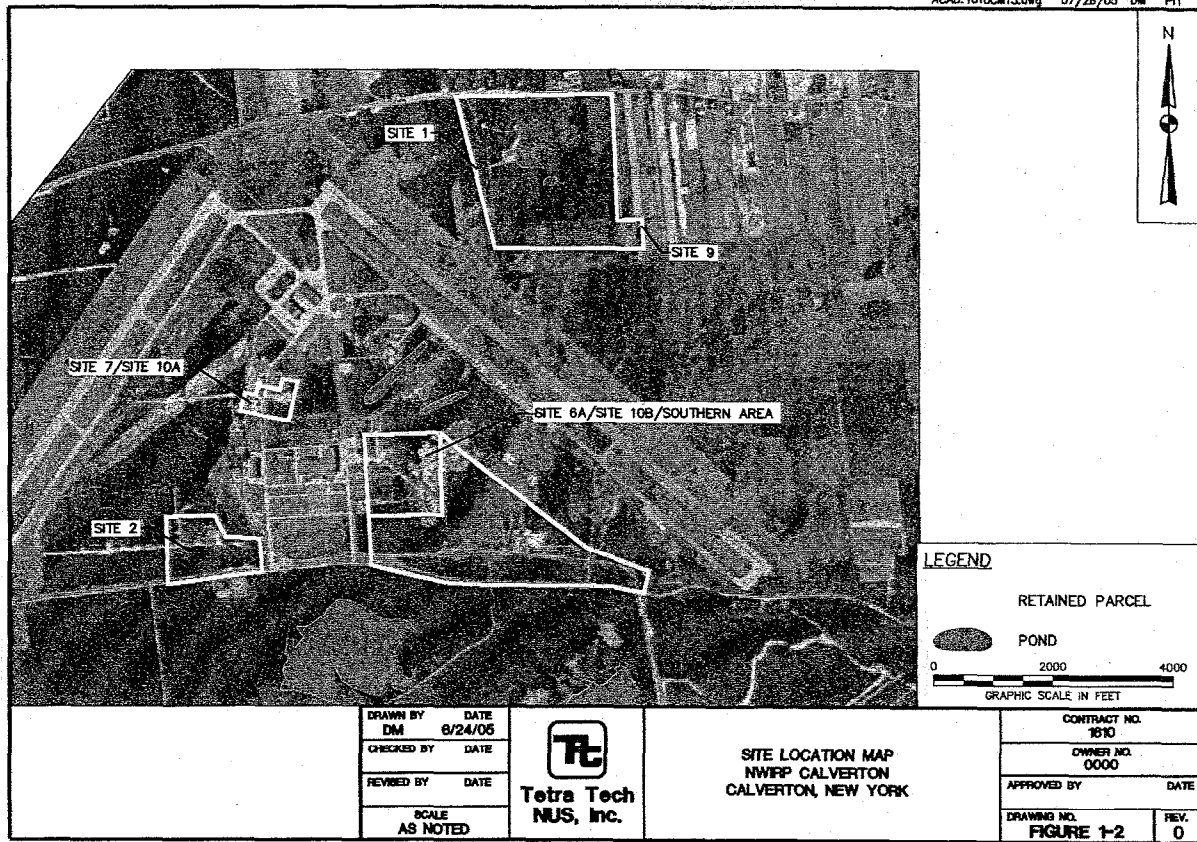 N
SITE 1
SITE 9
SITE 7/SITE 10A
SITE 6A/SITE 10B/SOUTHERN AREA
SITE 2
LEGEND
RETAINED PARCEL
POND
0 2000 4000
GRAPHIC SCALE IN FEET
DRAWN BY DATE
DM 6/24/05
CHECKED BY DATE
REVISED BY DATE
SCALE
AS NOTED
Tt
Tetra Tech
NUS, Inc.
SITE LOCATION MAP
NWIRP CALVERTON
CALVERTON, NEW YORK
CONTRACT NO.
1610
OWNER NO.
0000
APPROVED BY DATE
DRAWING NO.
FIGURE 1-2
REV.
0